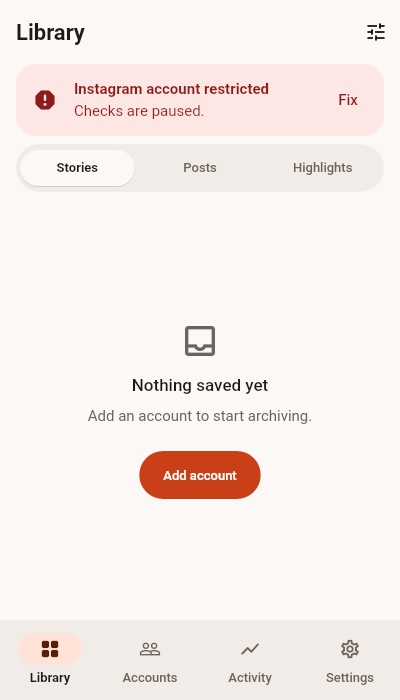 Library
Instagram account restricted
Checks are paused.
Fix
Stories
Posts
Highlights
Nothing saved yet
Add an account to start archiving.
Add account
Library
Accounts
Activity
Settings